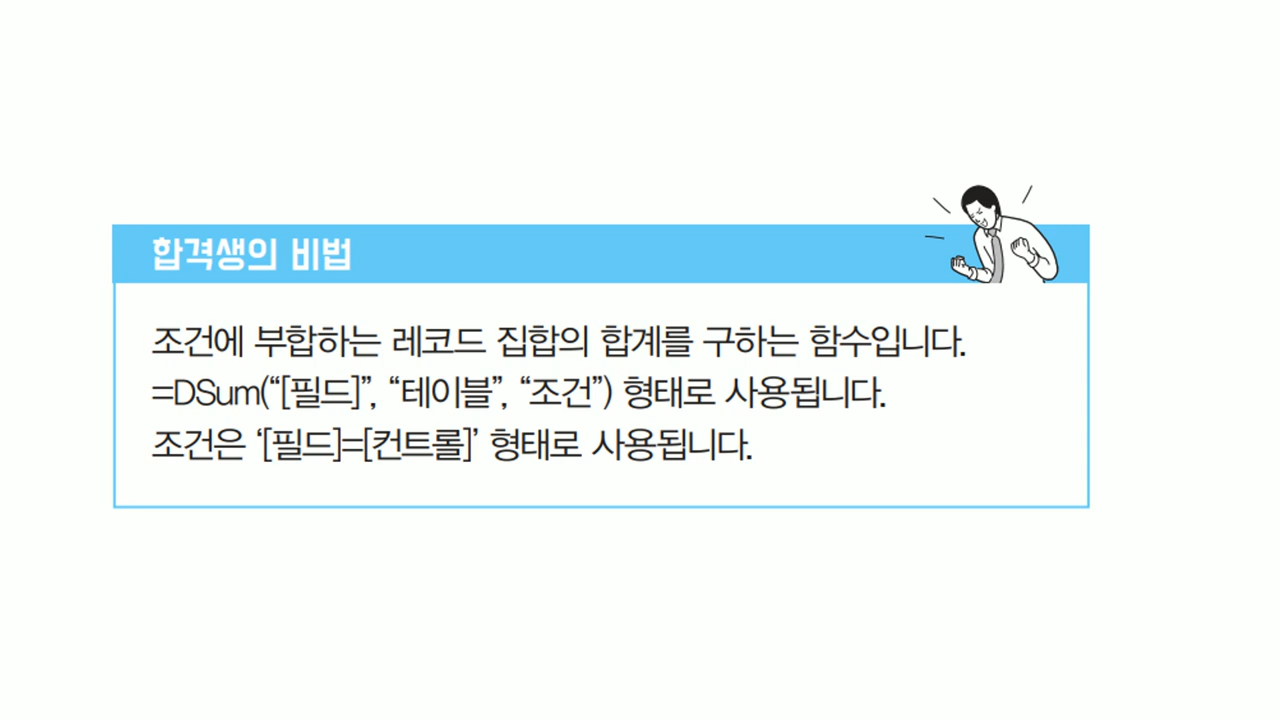 합격생의 비법
조건에 부합하는 레코드 집합의 합계를 구하는 함수입니다.
=DSum(“[필드]”, “테이블”, “조건”) 형태로 사용됩니다.
조건은 ‘[필드]=[컨트롤]’ 형태로 사용됩니다.